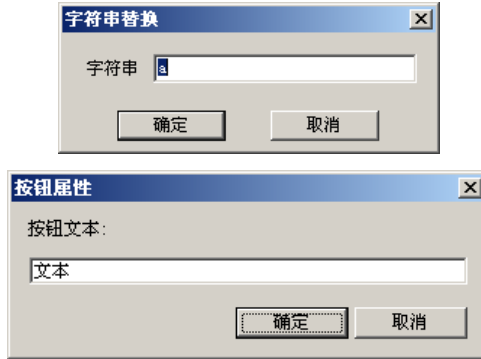 字符串替换
字符串 a
确定 取消
按钮属性
按钮文本:
文本
确定 取消